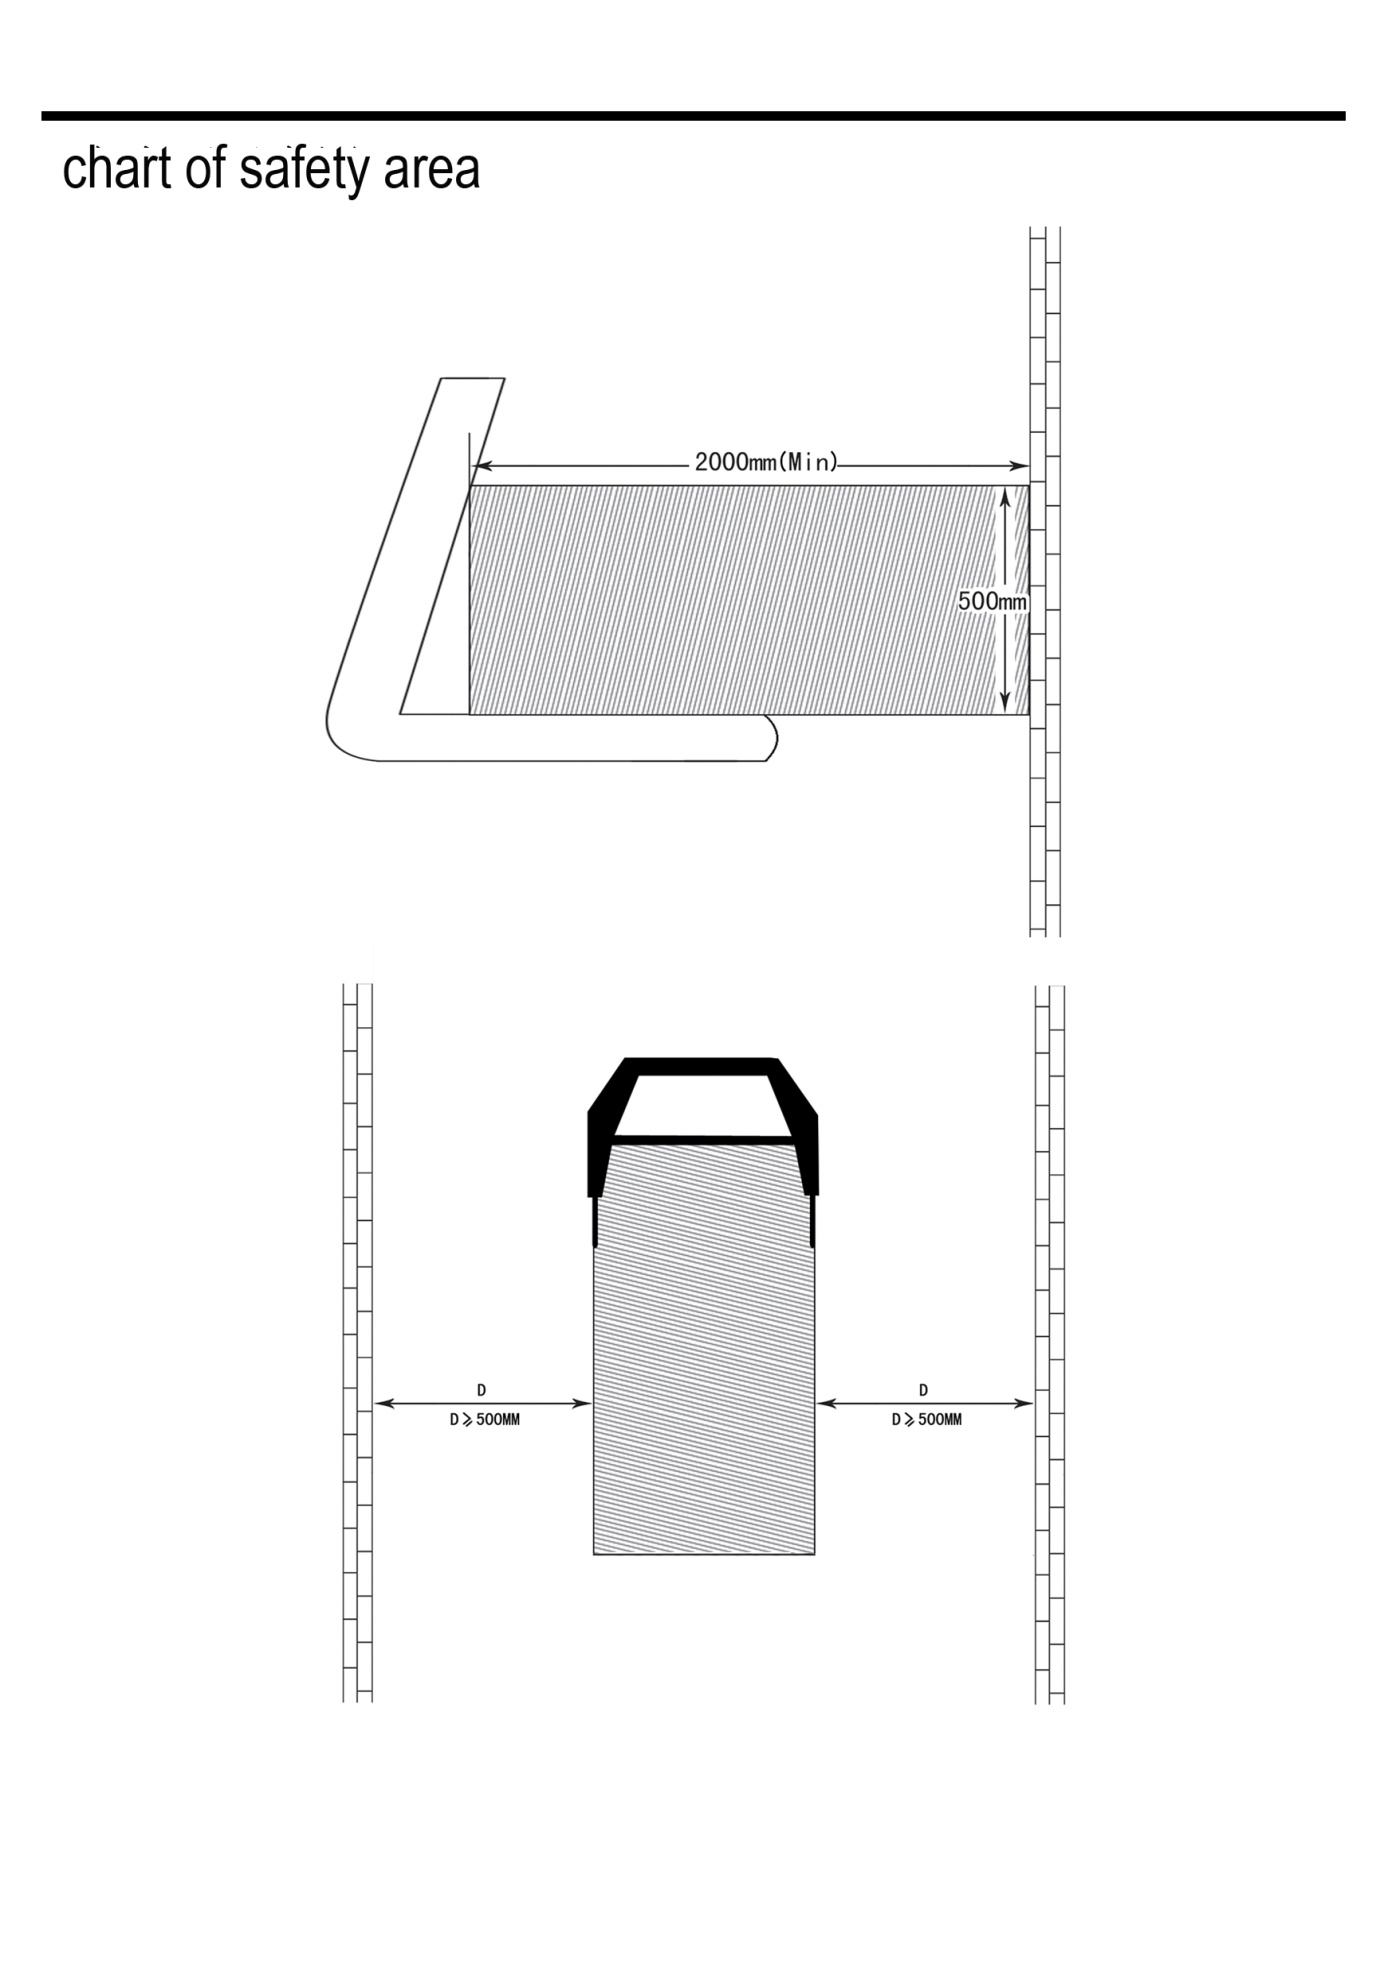 chart of safety area
2000mm(Min)
500mm
D
D
D⩾500MM
D⩾500MM